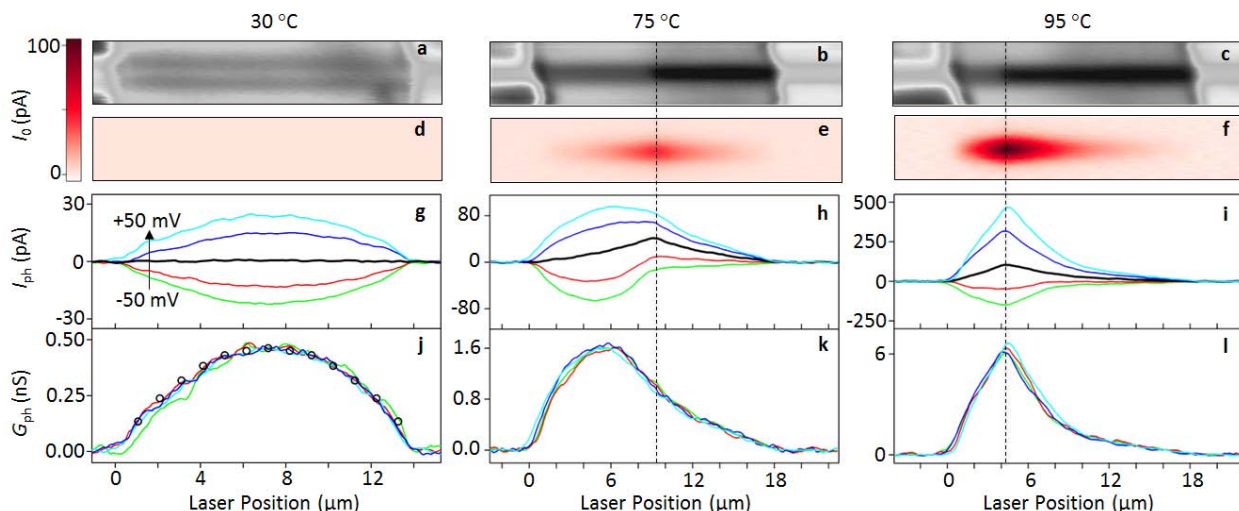 30 °C
75 °C
95 °C
100
0
I₀ (pA)
a
b
c
d
e
f
30
0
-30
I_ph (pA)
+50 mV
-50 mV
g
80
0
-80
h
500
250
0
-250
i
0.50
0.25
0.00
G_ph (nS)
j
1.6
0.8
0.0
k
6
0
l
0 4 8 12
Laser Position (μm)
0 6 12 18
Laser Position (μm)
0 6 12 18
Laser Position (μm)